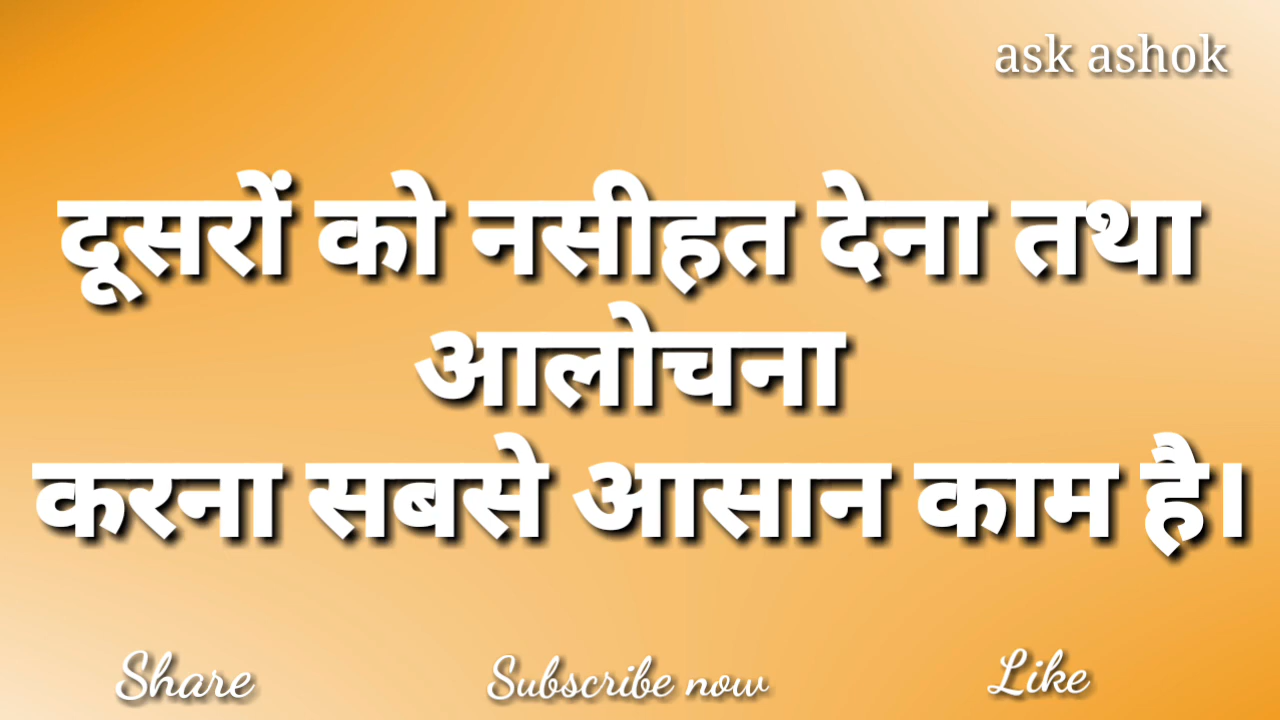 ask ashok
दूसरों को नसीहत देना तथा
आलोचना
करना सबसे आसान काम है।
Share Subscribe now Like